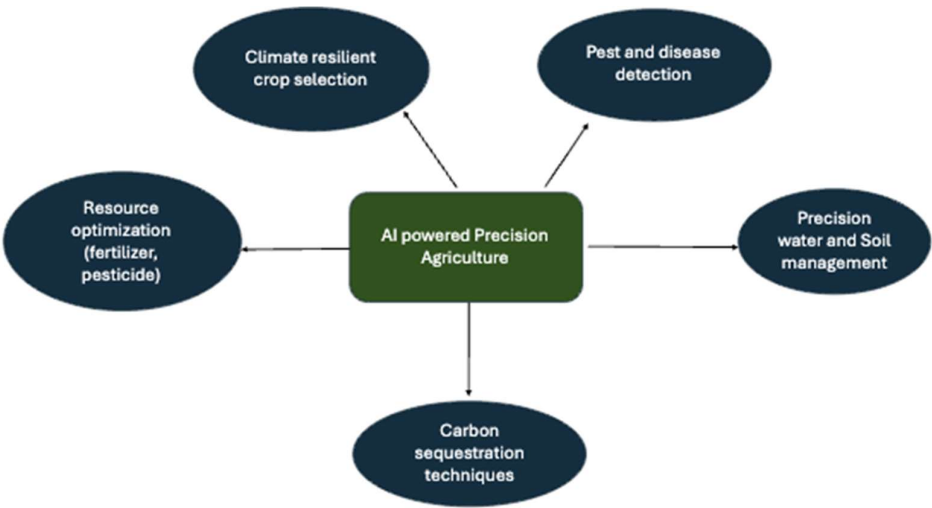 Climate resilient
crop selection
Pest and disease
detection
Resource
optimization
(fertilizer,
pesticide)
AI powered Precision
Agriculture
Precision
water and Soil
management
Carbon
sequestration
techniques